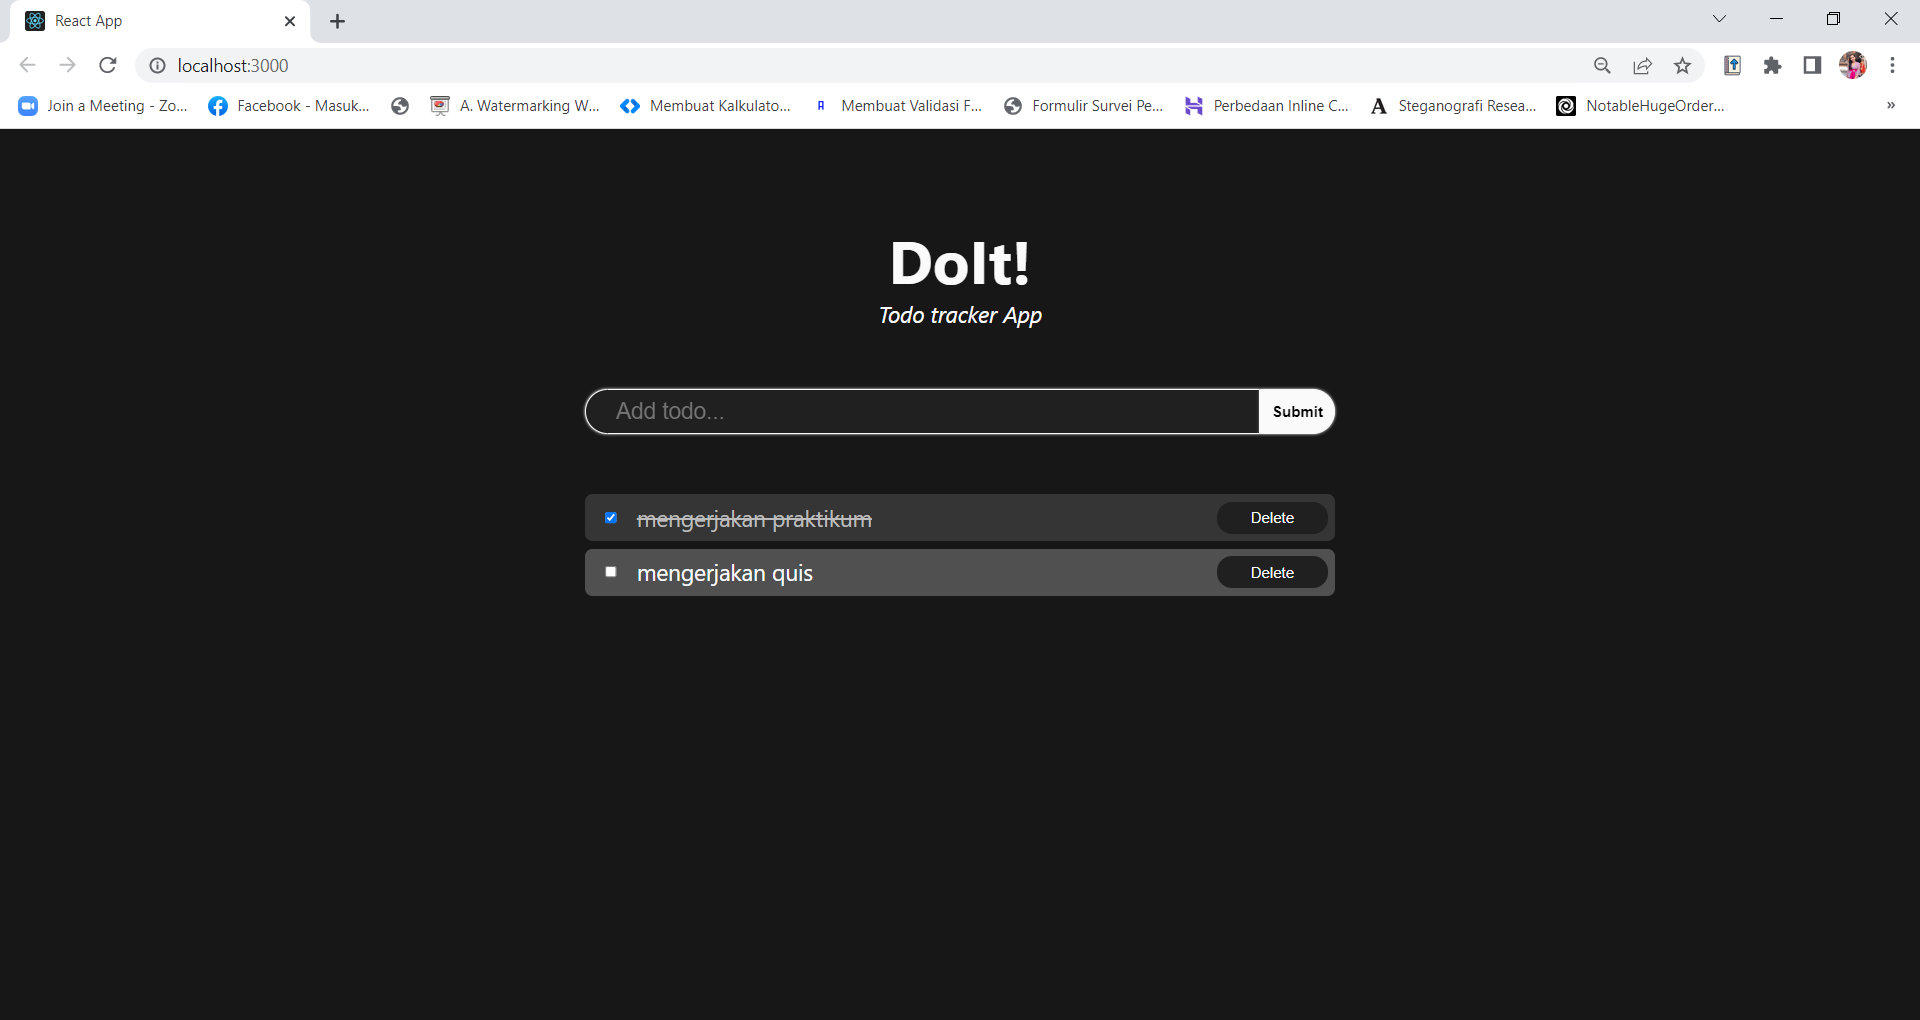 React App
localhost:3000
Join a Meeting - Zo... Facebook - Masuk... A. Watermarking W... Membuat Kalkulato... Membuat Validasi F... Formulir Survei Pe... Perbedaan Inline C... Steganografi Resea... NotableHugeOrder... »
DoIt!
Todo tracker App
Add todo... Submit
mengerjakan praktikum Delete
mengerjakan quis Delete